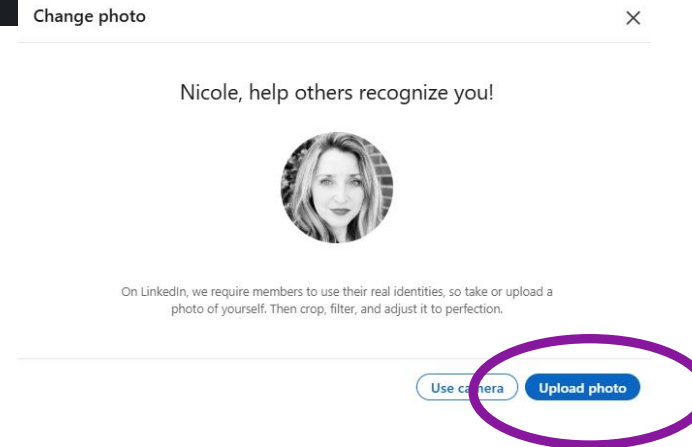 Change photo
Nicole, help others recognize you!
On LinkedIn, we require members to use their real identities, so take or upload a
photo of yourself. Then crop, filter, and adjust it to perfection.
Use camera
Upload photo